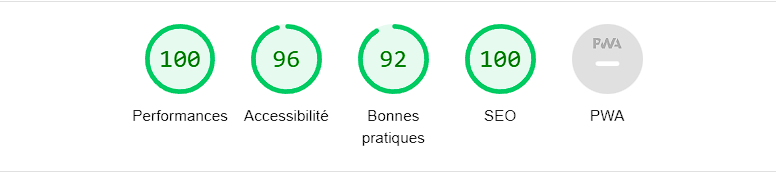 100 96 92 100 PWA
Performances Accessibilité Bonnes pratiques SEO PWA